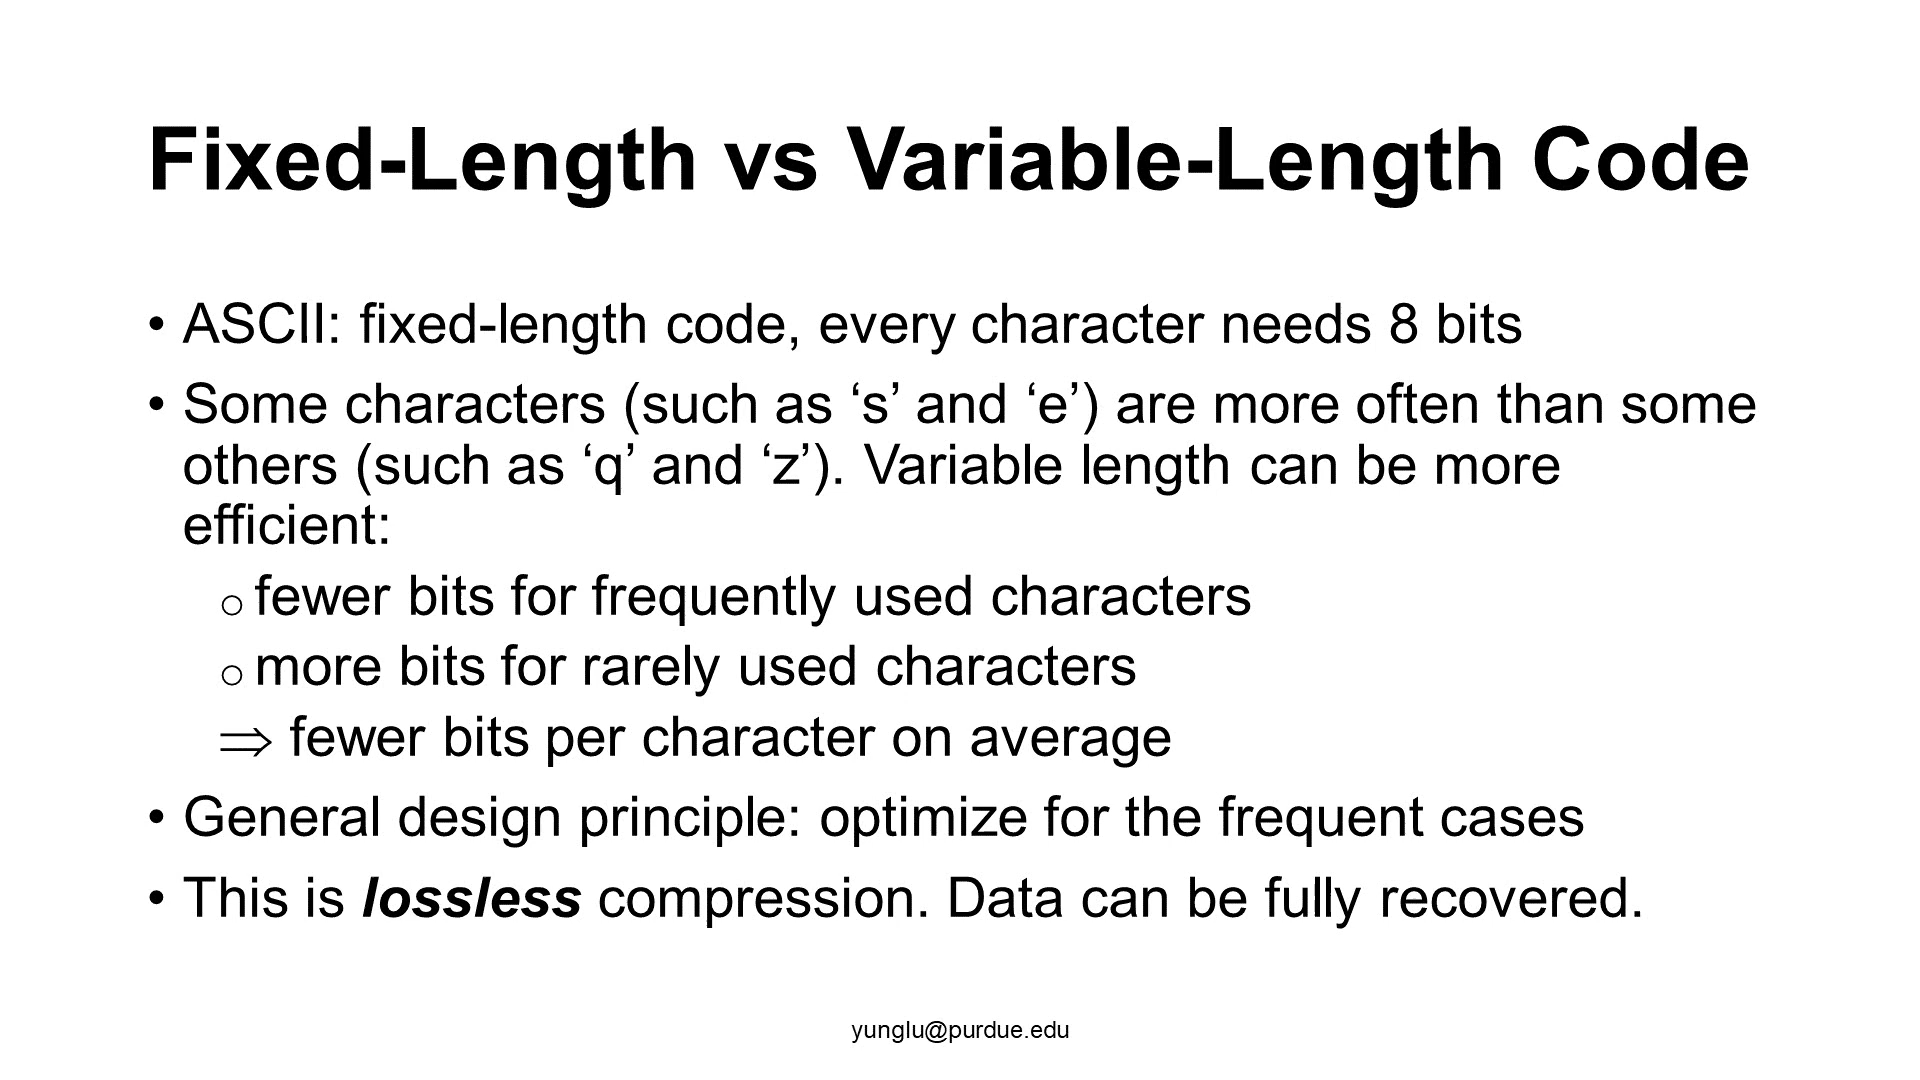 Fixed-Length vs Variable-Length Code
• ASCII: fixed-length code, every character needs 8 bits
• Some characters (such as ‘s’ and ‘e’) are more often than some
others (such as ‘q’ and ‘z’). Variable length can be more
efficient:
○ fewer bits for frequently used characters
○ more bits for rarely used characters
⇒ fewer bits per character on average
• General design principle: optimize for the frequent cases
• This is lossless compression. Data can be fully recovered.
yunglu@purdue.edu